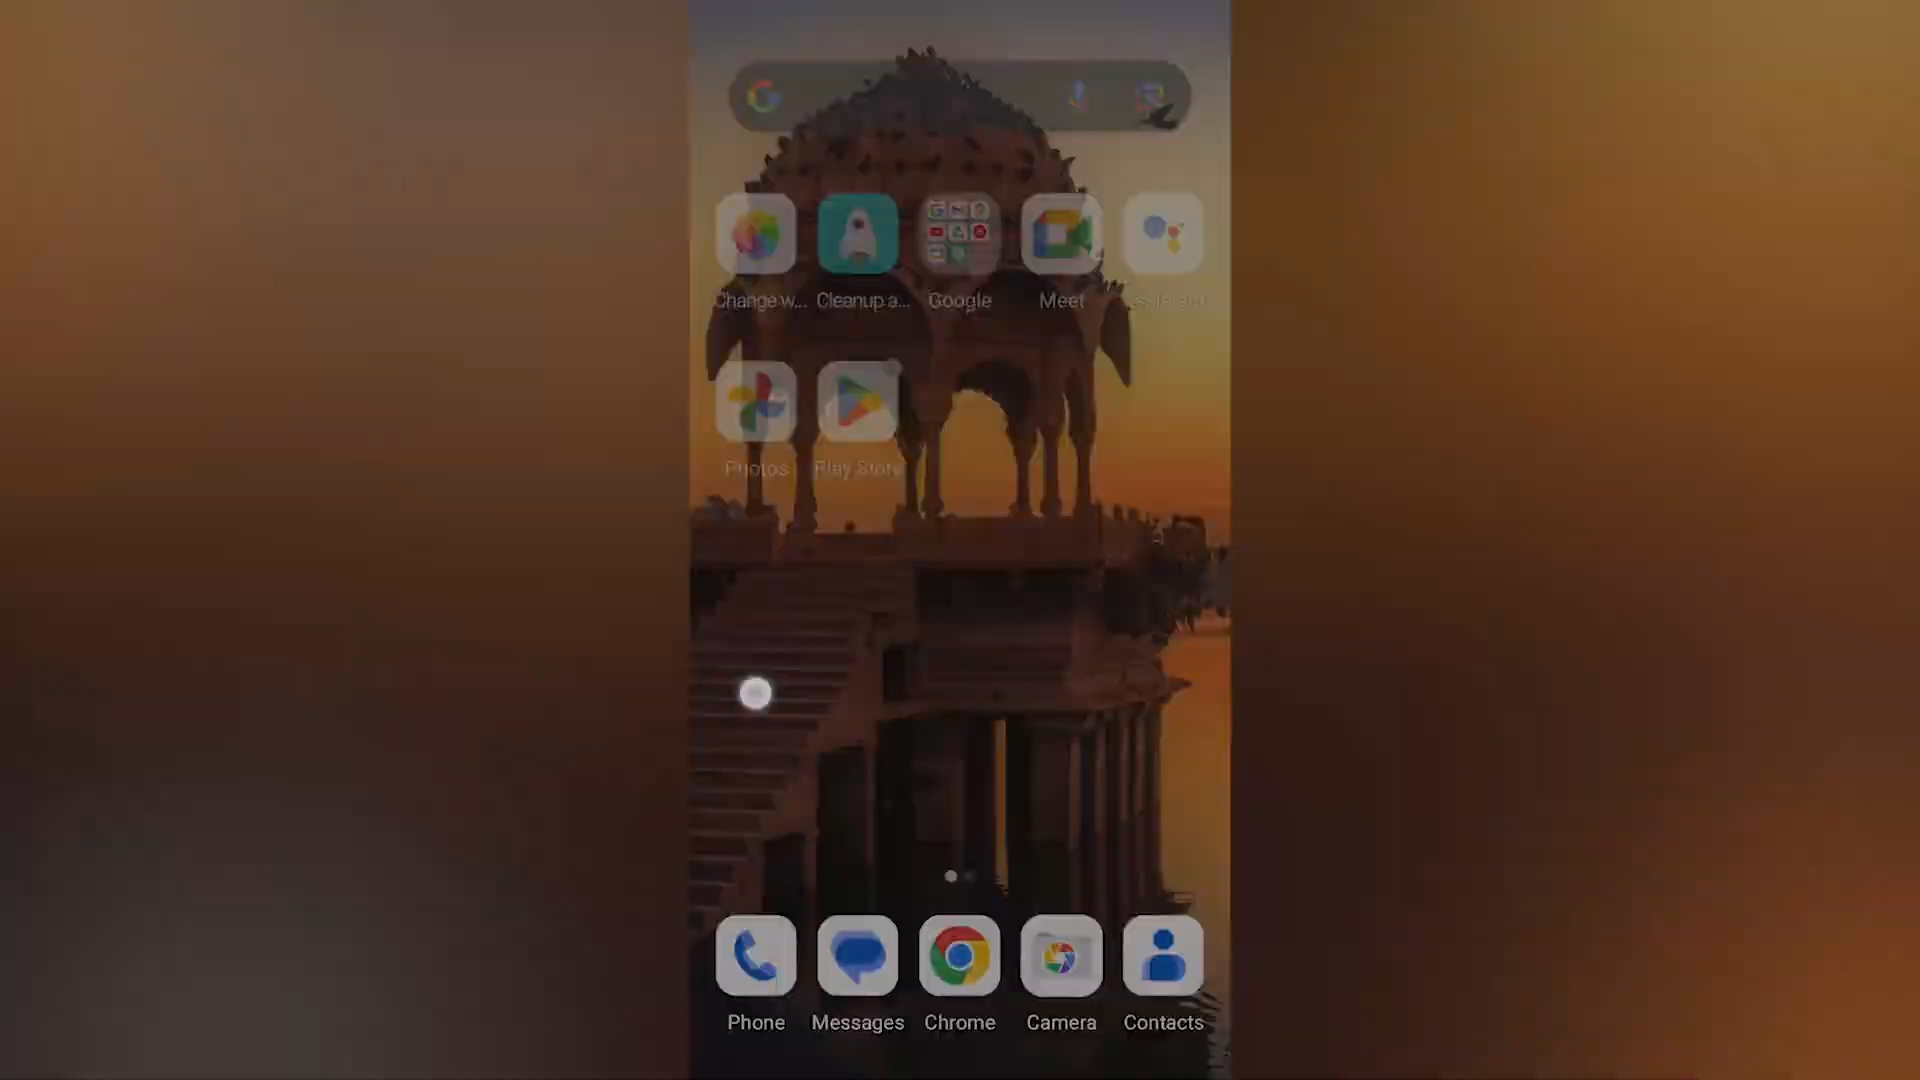 Change w... Cleanup a... Google Meet
Photos Play Store
Phone Messages Chrome Camera Contacts